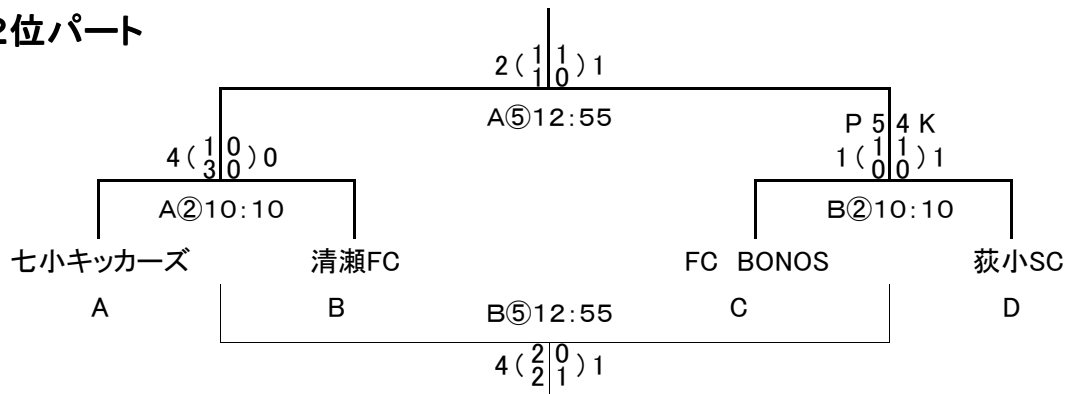 2位パート
2(1 1)1
1 0
A⑤12:55
P 5 4 K
4(1 0)0
3 0
1(1 1)1
0 0
A②10:10
B②10:10
七小キッカーズ 清瀬FC FC BONOS 荻小SC
A B C D
B⑤12:55
4(2 0)1
2 1